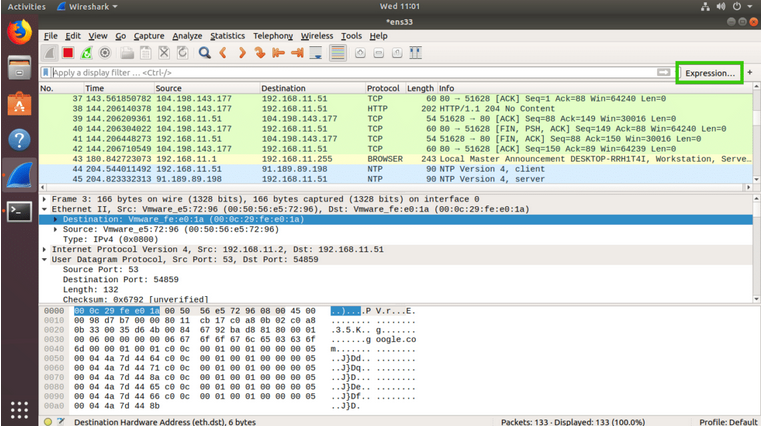 Activities Wireshark Wed 11:01
*ens33
File Edit View Go Capture Analyze Statistics Telephony Wireless Tools Help
Apply a display filter ... <Ctrl-/> Expression... +
No. Time Source Destination Protocol Length Info
37 143.561850782 104.198.143.177 192.168.11.51 TCP 60 80 → 51628 [ACK] Seq=1 Ack=88 Win=64240 Len=0
38 144.206140378 104.198.143.177 192.168.11.51 HTTP 202 HTTP/1.1 204 No Content
39 144.206209361 192.168.11.51 104.198.143.177 TCP 54 51628 → 80 [ACK] Seq=88 Ack=149 Win=30016 Len=0
40 144.206304022 104.198.143.177 192.168.11.51 TCP 60 80 → 51628 [FIN, PSH, ACK] Seq=149 Ack=88 Win=64240 Len=0
41 144.206448273 192.168.11.51 104.198.143.177 TCP 54 51628 → 80 [FIN, ACK] Seq=88 Ack=150 Win=30016 Len=0
42 144.206710549 104.198.143.177 192.168.11.51 TCP 60 80 → 51628 [ACK] Seq=150 Ack=89 Win=64239 Len=0
43 180.842723073 192.168.11.1 192.168.11.255 BROWSER 243 Local Master Announcement DESKTOP-RRH1T4I, Workstation, Serve...
44 204.544011492 192.168.11.51 91.189.89.198 NTP 90 NTP Version 4, client
45 204.823332313 91.189.89.198 192.168.11.51 NTP 90 NTP Version 4, server
Frame 3: 166 bytes on wire (1328 bits), 166 bytes captured (1328 bits) on interface 0
Ethernet II, Src: Vmware_e5:72:96 (00:50:56:e5:72:96), Dst: Vmware_fe:e0:1a (00:0c:29:fe:e0:1a)
Destination: Vmware_fe:e0:1a (00:0c:29:fe:e0:1a)
Source: Vmware_e5:72:96 (00:50:56:e5:72:96)
Type: IPv4 (0x0800)
Internet Protocol Version 4, Src: 192.168.11.2, Dst: 192.168.11.51
User Datagram Protocol, Src Port: 53, Dst Port: 54859
Source Port: 53
Destination Port: 54859
Length: 132
Checksum: 0x6792 [unverified]
0000 00 0c 29 fe e0 1a 00 50 56 e5 72 96 08 00 45 00 ..)....P V.r...E.
0010 00 98 d7 b7 00 00 80 11 cb 17 c0 a8 0b 02 c0 a8 ........ ........
0020 0b 33 00 35 d6 4b 00 84 67 92 ba d8 81 80 00 01 .3.5.K.. g.......
0030 00 06 00 00 00 00 06 67 6f 6f 67 6c 65 03 63 6f .......g oogle.co
0040 6d 00 00 01 00 01 c0 0c 00 01 00 01 00 00 00 05 m....... ........
0050 00 04 4a 7d 44 64 c0 0c 00 01 00 01 00 00 00 05 ..J}Dd.. ........
0060 00 04 4a 7d 44 71 c0 0c 00 01 00 01 00 00 00 05 ..J}Dq.. ........
0070 00 04 4a 7d 44 8a c0 0c 00 01 00 01 00 00 00 05 ..J}D... ........
0080 00 04 4a 7d 44 65 c0 0c 00 01 00 01 00 00 00 05 ..J}De.. ........
0090 00 04 4a 7d 44 66 c0 0c 00 01 00 01 00 00 00 05 ..J}Df.. ........
00a0 00 04 4a 7d 44 8b ..J}D.
Destination Hardware Address (eth.dst), 6 bytes Packets: 133 · Displayed: 133 (100.0%) Profile: Default